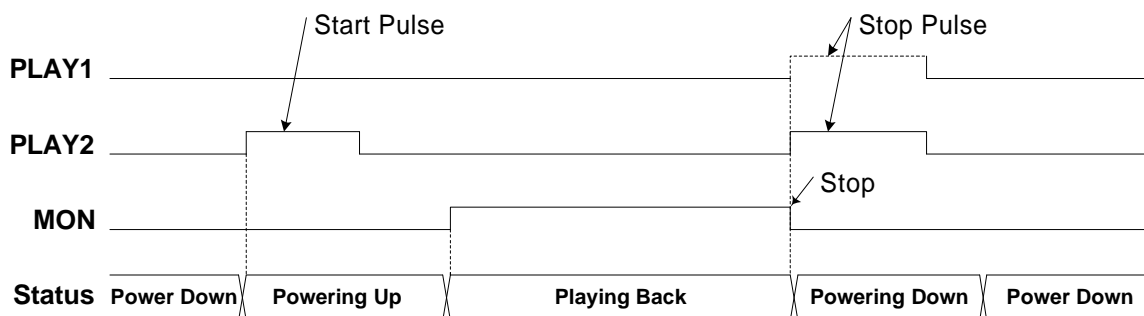 Start Pulse
Stop Pulse
PLAY1
PLAY2
Stop
MON
Status Power Down Powering Up Playing Back Powering Down Power Down